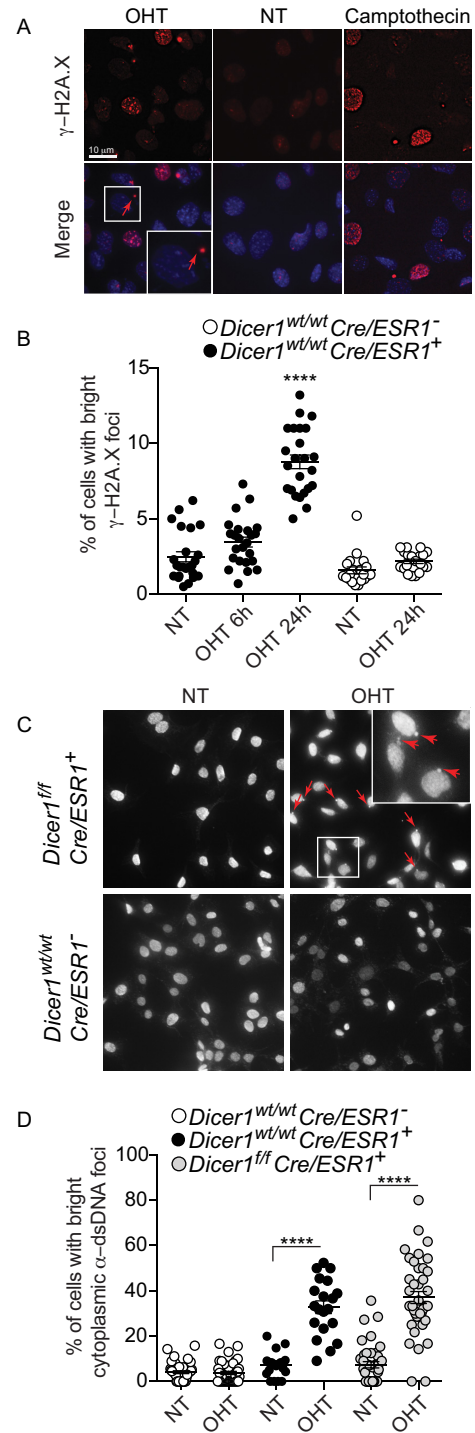 A
OHT NT Camptothecin
γ–H2A.X
10 μm
Merge
B
Dicer1wt/wt Cre/ESR1-
Dicer1wt/wt Cre/ESR1+
% of cells with bright
γ–H2A.X foci
15
10
5
0
****
NT
OHT 6h
OHT 24h
NT
OHT 24h
C
NT OHT
Dicer1f/f
Cre/ESR1+
Dicer1wt/wt
Cre/ESR1-
D
Dicer1wt/wt Cre/ESR1-
Dicer1wt/wt Cre/ESR1+
Dicer1f/f Cre/ESR1+
% of cells with bright
cytoplasmic α–dsDNA foci
100
80
60
40
20
0
****
****
NT
OHT
NT
OHT
NT
OHT